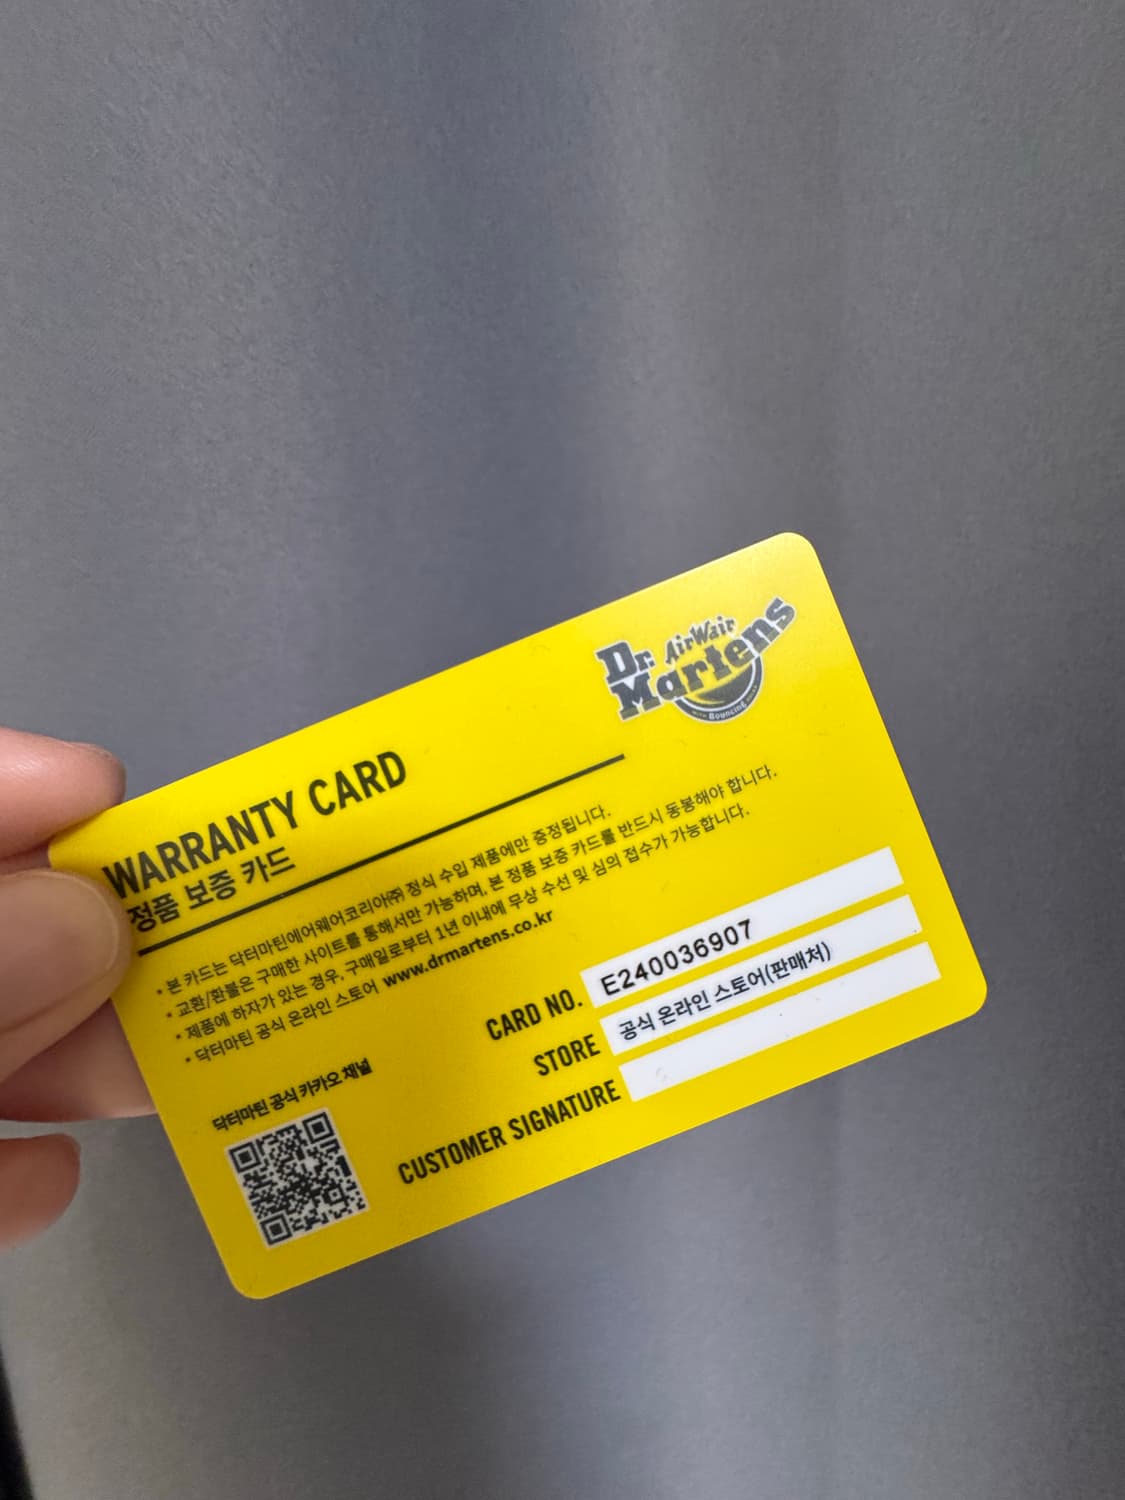 Dr. Martens
AirWair
WITH Bouncing SOLES
WARRANTY CARD
정품 보증 카드
• 본 카드는 닥터마틴에어웨어코리아㈜ 정식 수입 제품에만 증정됩니다.
• 교환/환불은 구매한 사이트를 통해서만 가능하며, 본 정품 보증 카드를 반드시 동봉해야 합니다.
• 제품에 하자가 있는 경우, 구매일로부터 1년 이내에 무상 수선 및 심의 접수가 가능합니다.
• 닥터마틴 공식 온라인 스토어 www.drmartens.co.kr
닥터마틴 공식 카카오 채널
CARD NO. E240036907
STORE 공식 온라인 스토어(판매처)
CUSTOMER SIGNATURE